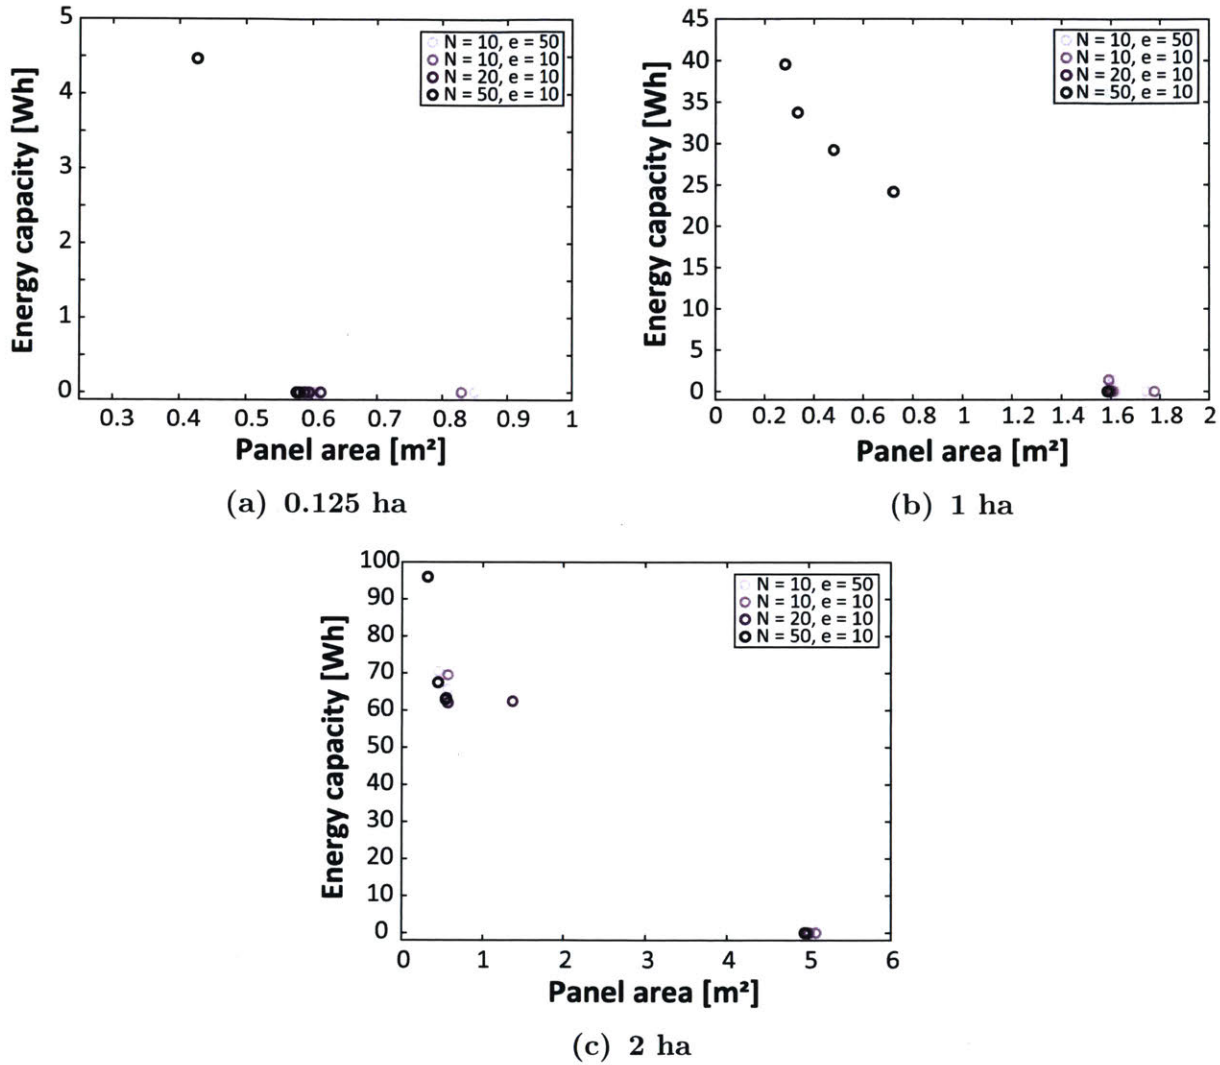 5
4
3
2
1
0
Energy capacity [Wh]
N = 10, e = 50
N = 10, e = 10
N = 20, e = 10
N = 50, e = 10
0.3 0.4 0.5 0.6 0.7 0.8 0.9 1
Panel area [m²]
(a) 0.125 ha
45
40
35
30
25
20
15
10
5
0
Energy capacity [Wh]
N = 10, e = 50
N = 10, e = 10
N = 20, e = 10
N = 50, e = 10
0 0.2 0.4 0.6 0.8 1 1.2 1.4 1.6 1.8 2
Panel area [m²]
(b) 1 ha
100
90
80
70
60
50
40
30
20
10
0
Energy capacity [Wh]
N = 10, e = 50
N = 10, e = 10
N = 20, e = 10
N = 50, e = 10
0 1 2 3 4 5 6
Panel area [m²]
(c) 2 ha